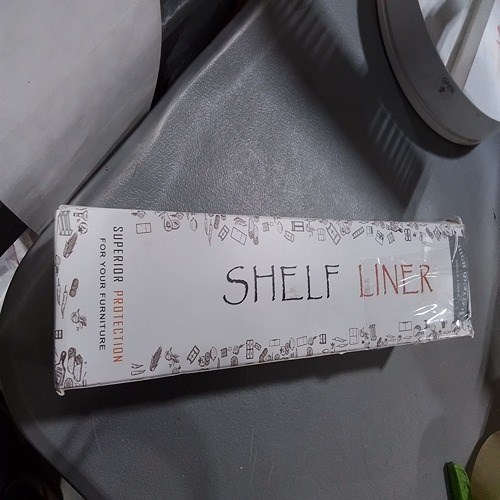 SHELF LINER
SUPERIOR PROTECTION
FOR YOUR FURNITURE